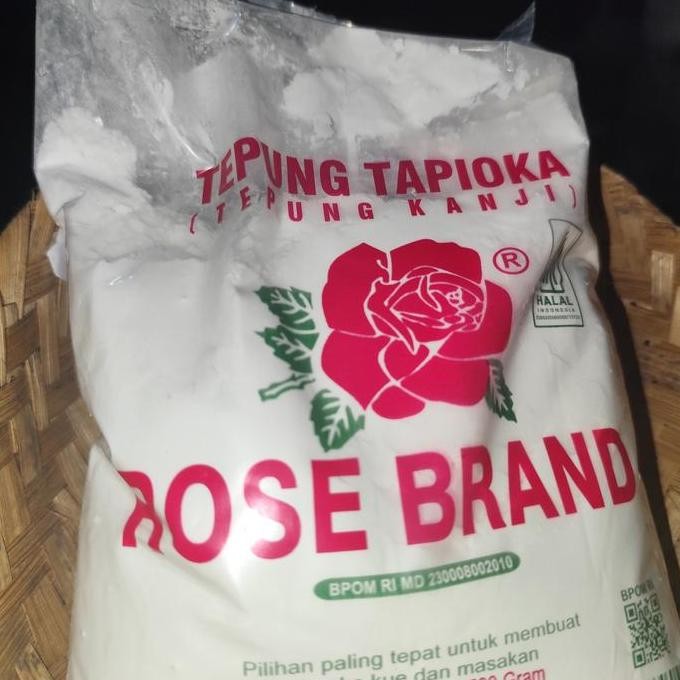 TEPUNG TAPIOKA
(TEPUNG KANJI)
®
HALAL
INDONESIA
ROSE BRAND
BPOM RI MD 230008002010
BPOM RI
Pilihan paling tepat untuk membuat
kue dan masakan
Gram